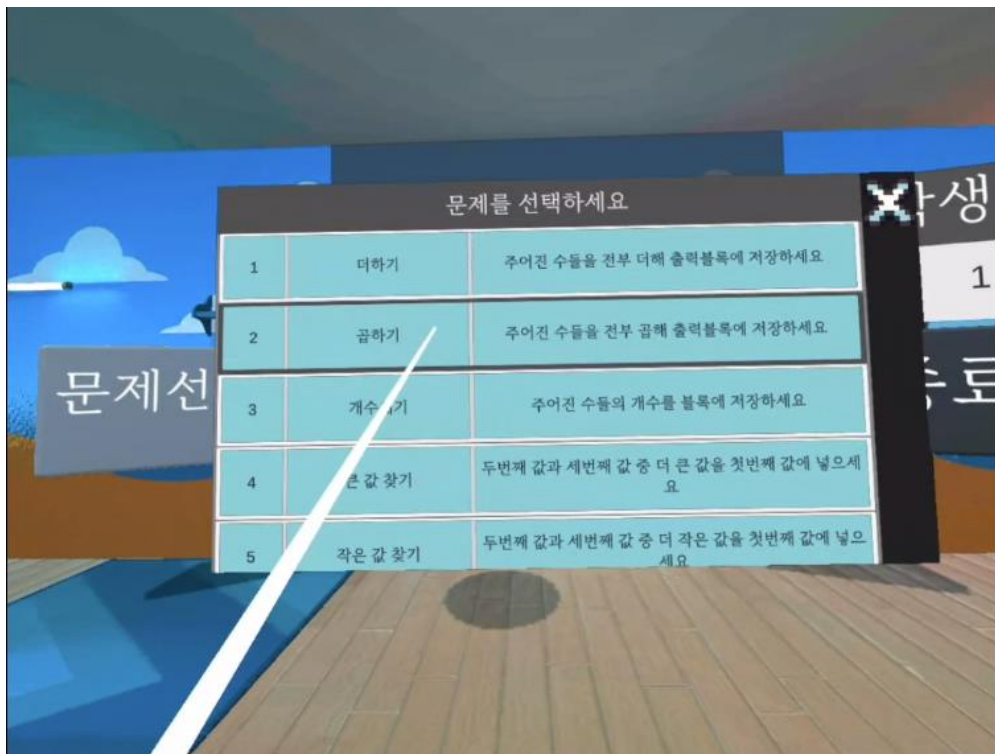 문제를 선택하세요
1 더하기 주어진 수들을 전부 더해 출력블록에 저장하세요
2 곱하기 주어진 수들을 전부 곱해 출력블록에 저장하세요
3 주어진 수들의 개수를 블록에 저장하세요
4 큰 값 찾기 두번째 값과 세번째 값 중 더 큰 값을 첫번째 값에 넣으세
요
5 작은 값 찾기 두번째 값과 세번째 값 중 더 작은 값을 첫번째 값에 넣으
세요
문제선
1